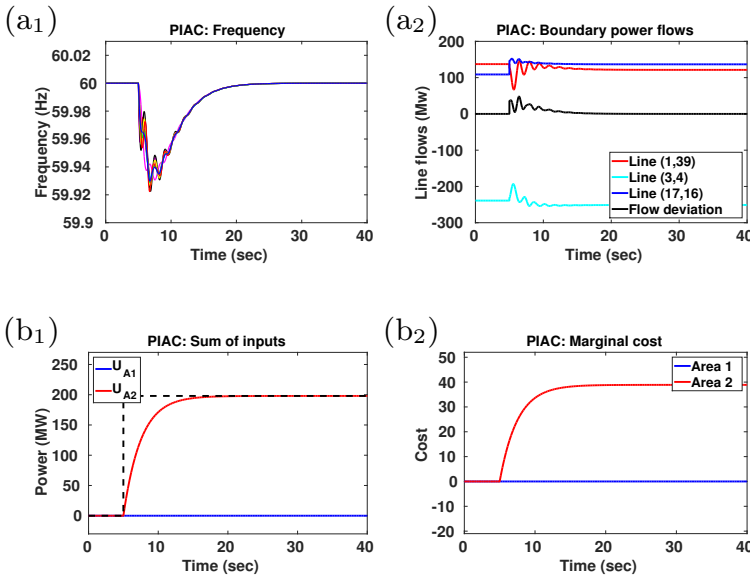 (a1)
PIAC: Frequency
60.02
60
59.98
59.96
59.94
59.92
59.9
Frequency (Hz)
0 10 20 30 40
Time (sec)
(a2)
PIAC: Boundary power flows
200
100
0
-100
-200
-300
Line flows (Mw)
Line (1,39)
Line (3,4)
Line (17,16)
Flow deviation
0 10 20 30 40
Time (sec)
(b1)
PIAC: Sum of inputs
250
200
150
100
50
0
Power (MW)
U A1
U A2
0 10 20 30 40
Time (sec)
(b2)
PIAC: Marginal cost
50
40
30
20
10
0
-10
-20
Cost
Area 1
Area 2
0 10 20 30 40
Time (sec)